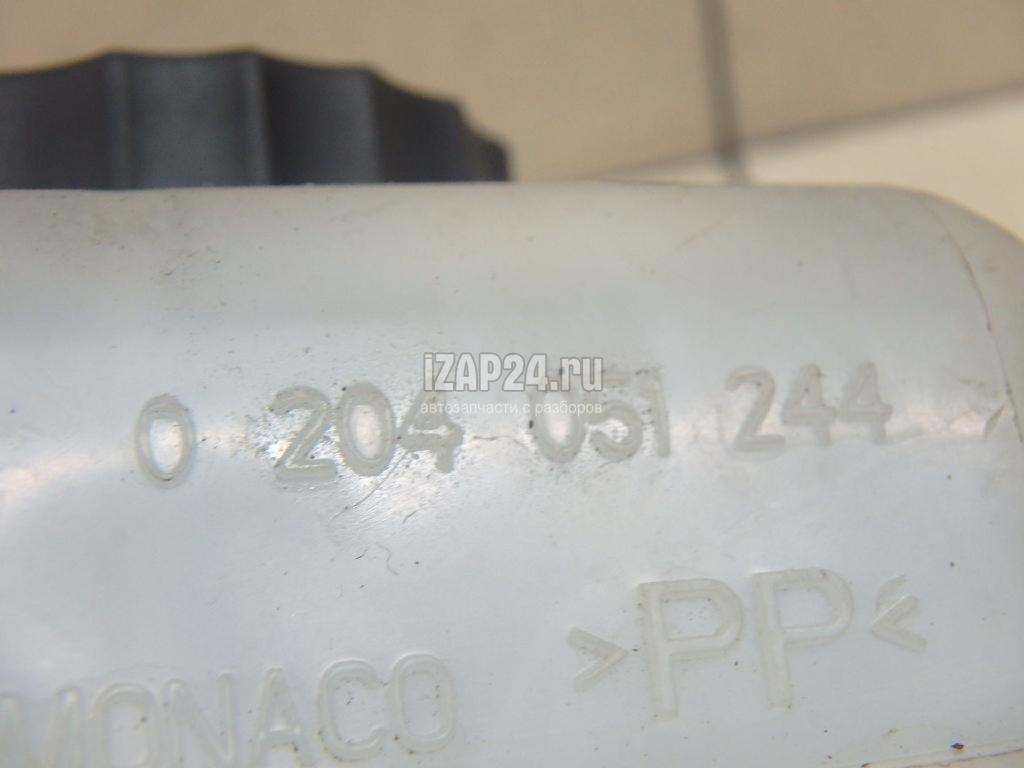 iZAP24.ru
автозапчасти с разборов
0 204 051 244
>PP<
MONACO